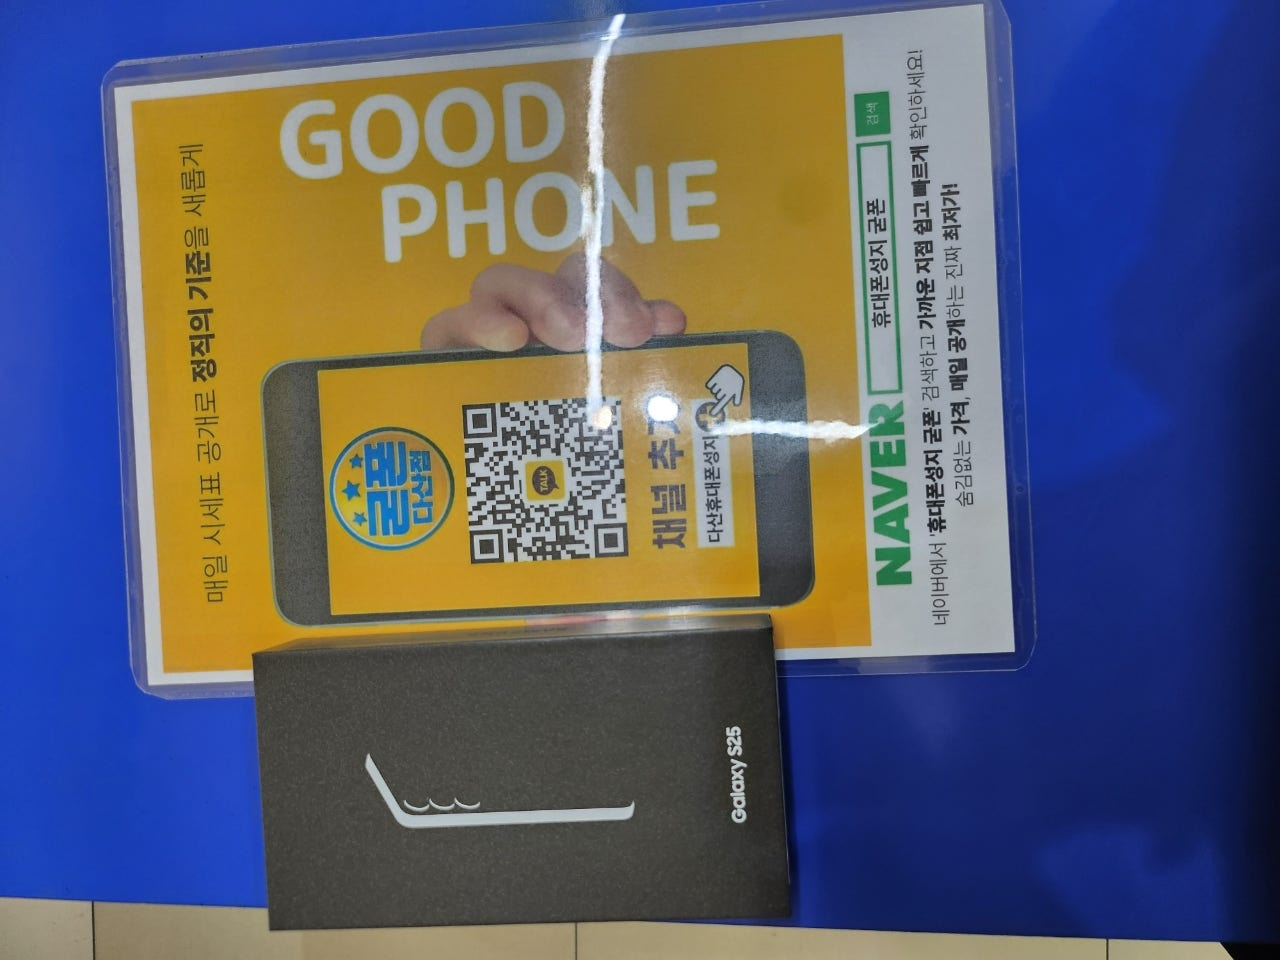 매일 시세표 공개로 정직의 기준을 새롭게
GOOD
PHONE
굳폰
다산점
TALK
채널 추가
다산휴대폰성지
NAVER
휴대폰성지 굳폰
검색
네이버에서 '휴대폰성지 굳폰' 검색하고 가까운 지점 쉽고 빠르게 확인하세요!
숨김없는 가격, 매일 공개하는 진짜 최저가!
Galaxy S25